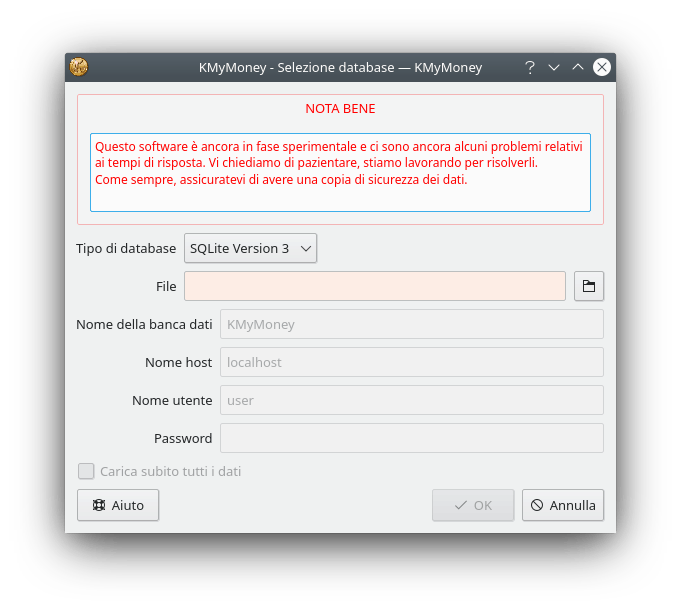 KMyMoney - Selezione database — KMyMoney
NOTA BENE
Questo software è ancora in fase sperimentale e ci sono ancora alcuni problemi relativi
ai tempi di risposta. Vi chiediamo di pazientare, stiamo lavorando per risolverli.
Come sempre, assicuratevi di avere una copia di sicurezza dei dati.
Tipo di database SQLite Version 3
File
Nome della banca dati KMyMoney
Nome host localhost
Nome utente user
Password
Carica subito tutti i dati
Aiuto OK Annulla